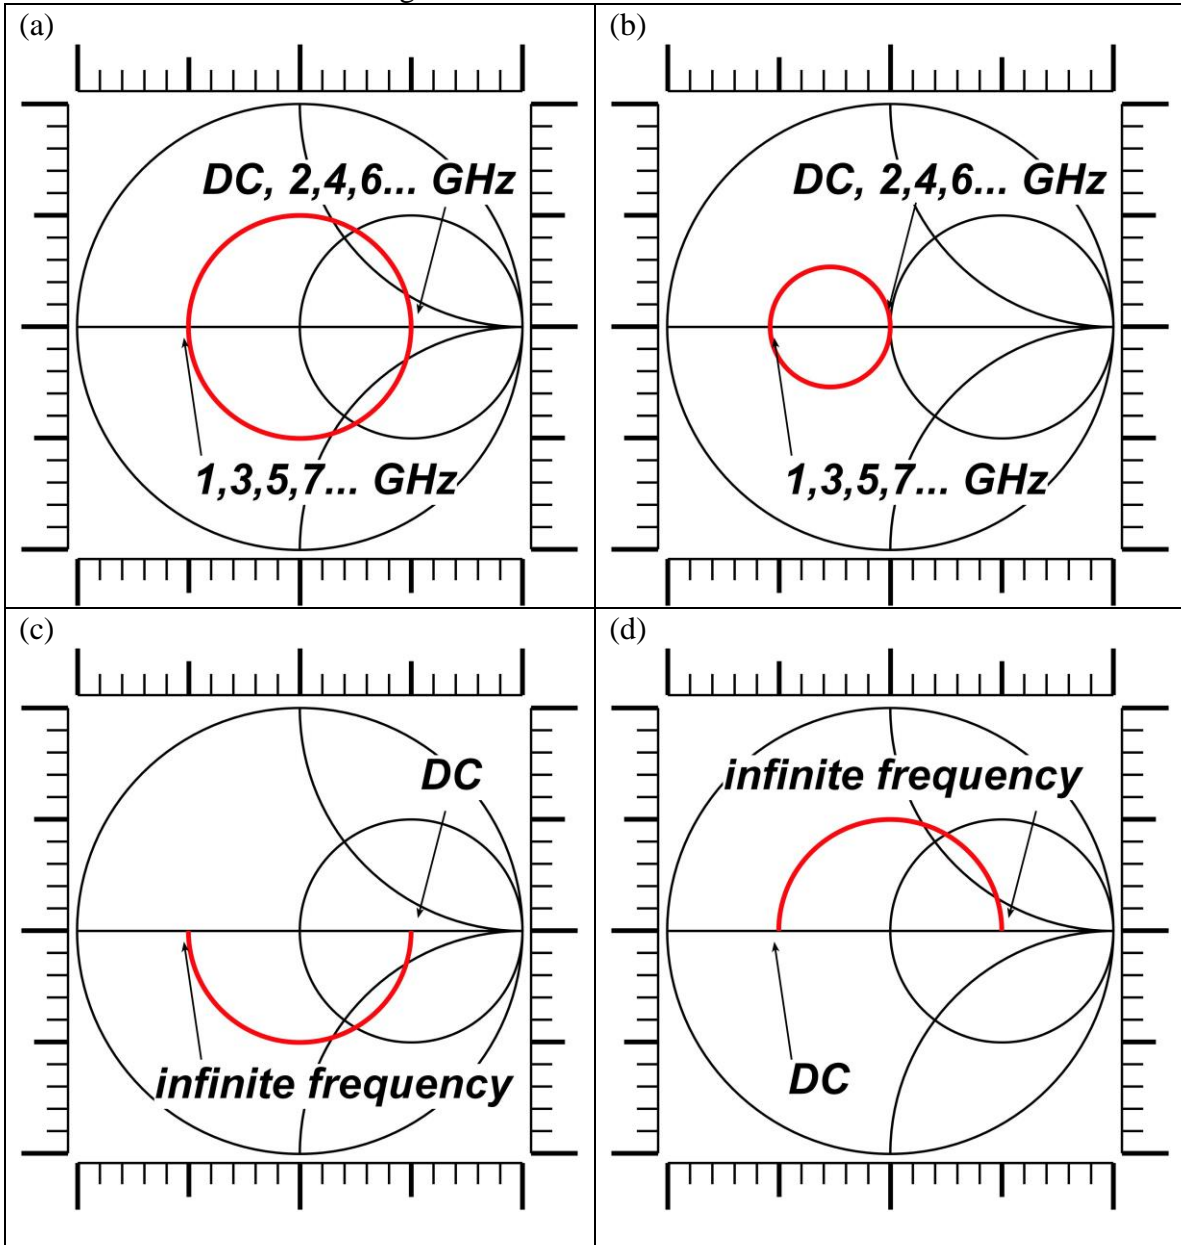 (a)
DC, 2,4,6... GHz
1,3,5,7... GHz
(b)
DC, 2,4,6... GHz
1,3,5,7... GHz
(c)
DC
infinite frequency
(d)
infinite frequency
DC